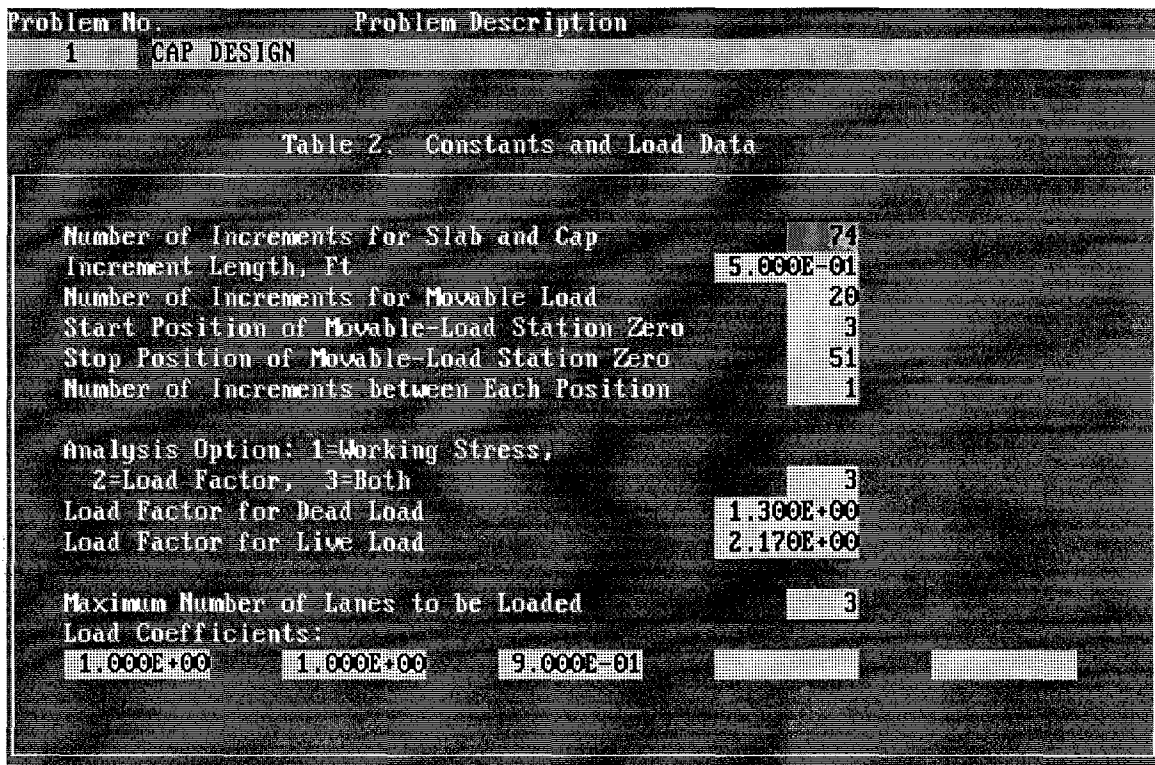 Problem No. Problem Description
1 CAP DESIGN
Table 2. Constants and Load Data
Number of Increments for Slab and Cap 74
Increment Length, Ft 5.000E-01
Number of Increments for Movable Load 20
Start Position of Movable-Load Station Zero 3
Stop Position of Movable-Load Station Zero 51
Number of Increments between Each Position 1
Analysis Option: 1=Working Stress,
2=Load Factor, 3=Both 3
Load Factor for Dead Load 1.300E+00
Load Factor for Live Load 2.170E+00
Maximum Number of Lanes to be Loaded 3
Load Coefficients:
1.000E+00 1.000E+00 9.000E-01